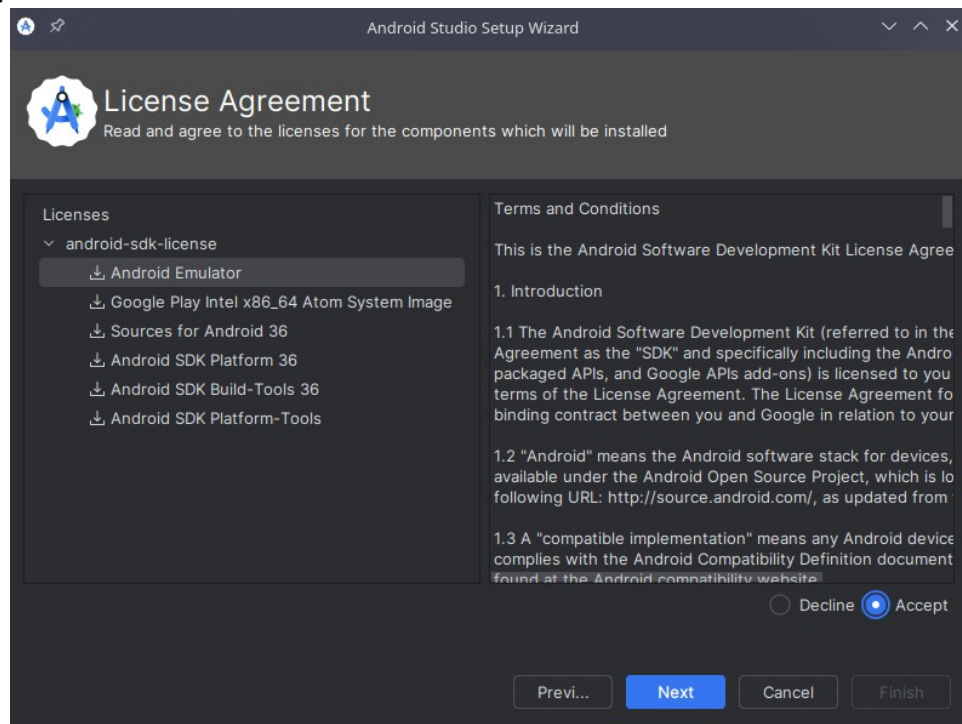 Android Studio Setup Wizard
License Agreement
Read and agree to the licenses for the components which will be installed
Licenses
android-sdk-license
Android Emulator
Google Play Intel x86_64 Atom System Image
Sources for Android 36
Android SDK Platform 36
Android SDK Build-Tools 36
Android SDK Platform-Tools
Terms and Conditions
This is the Android Software Development Kit License Agree
1. Introduction
1.1 The Android Software Development Kit (referred to in the
Agreement as the "SDK" and specifically including the Andro
packaged APIs, and Google APIs add-ons) is licensed to you
terms of the License Agreement. The License Agreement fo
binding contract between you and Google in relation to your
1.2 "Android" means the Android software stack for devices,
available under the Android Open Source Project, which is lo
following URL: http://source.android.com/, as updated from
1.3 A "compatible implementation" means any Android device
complies with the Android Compatibility Definition document
found at the Android compatibility website
Decline Accept
Previ... Next Cancel Finish